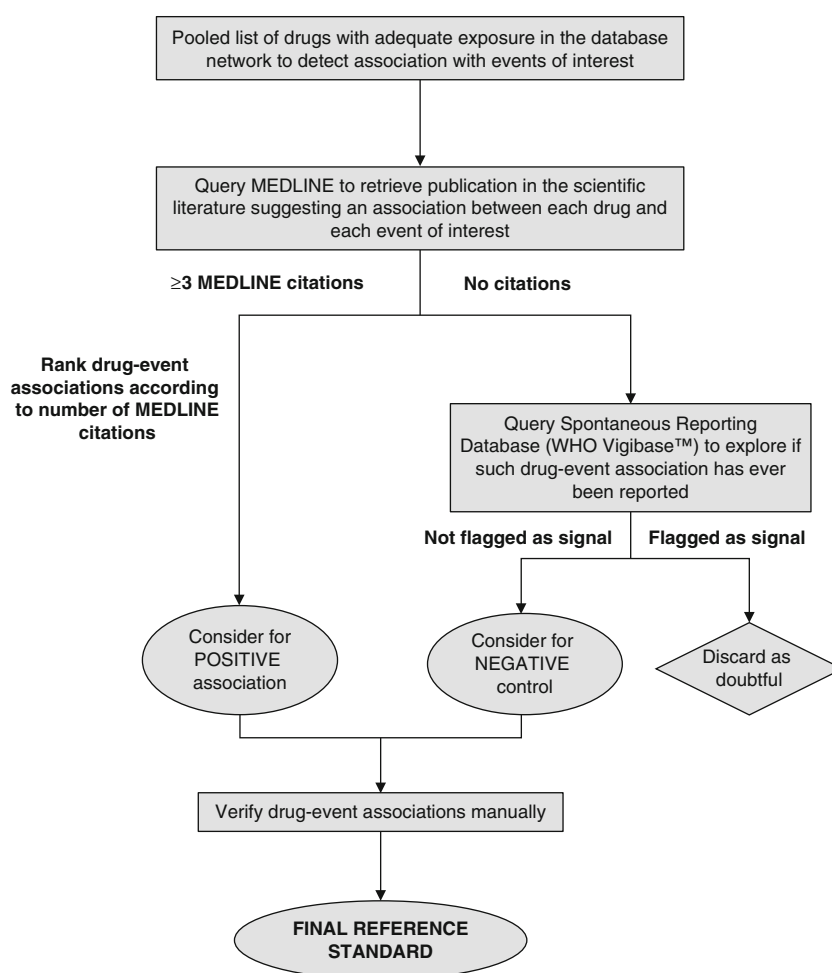 Pooled list of drugs with adequate exposure in the database
network to detect association with events of interest
Query MEDLINE to retrieve publication in the scientific
literature suggesting an association between each drug and
each event of interest
≥3 MEDLINE citations
No citations
Rank drug-event
associations according
to number of MEDLINE
citations
Query Spontaneous Reporting
Database (WHO Vigibase™) to explore if
such drug-event association has ever
been reported
Not flagged as signal
Flagged as signal
Consider for
POSITIVE
association
Consider for
NEGATIVE
control
Discard as
doubtful
Verify drug-event associations manually
FINAL REFERENCE
STANDARD